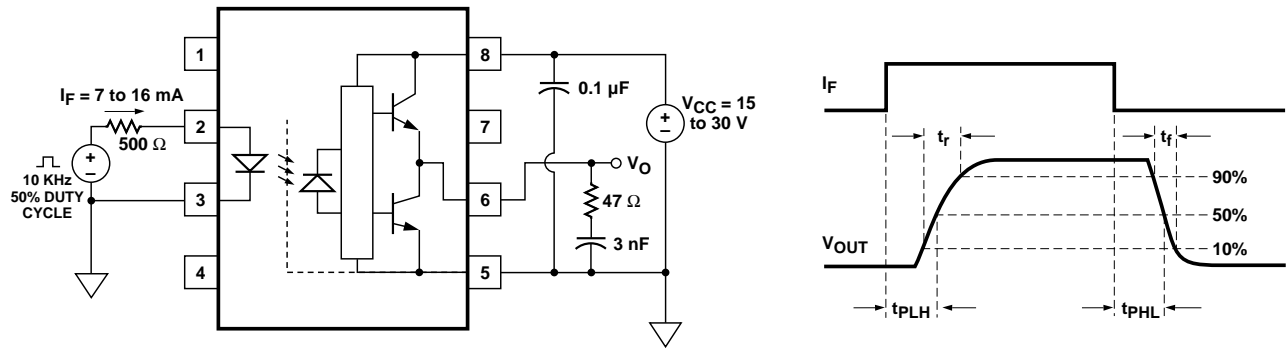 1
8
I_F = 7 to 16 mA
0.1 µF
V_CC = 15
to 30 V
+
–
2
7
500 Ω
+
–
10 KHz
50% DUTY
CYCLE
V_O
3
6
47 Ω
3 nF
4
5
I_F
t_r
t_f
90%
50%
10%
V_OUT
t_PLH
t_PHL